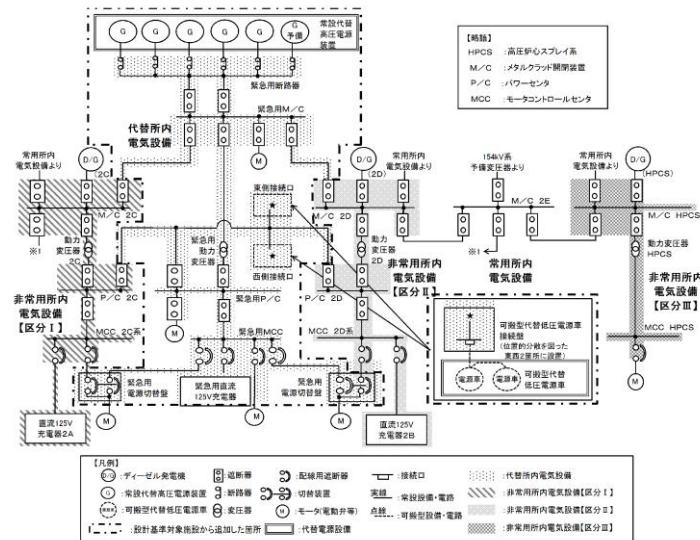 G
G
G
G
G
G
予備
常設代替
高圧電源
装置
緊急用断路器
緊急用M/C
代替所内
電気設備
【略語】
HPCS :高圧炉心スプレイ系
M/C :メタルクラッド開閉装置
P/C :パワーセンタ
MCC :モータコントロールセンタ
常用所内
電気設備より
D/G
(2C)
M
D/G
(2D)
常用所内
電気設備より
154kV系
予備変圧器より
常用所内
電気設備より
D/G
(HPCS)
東側接続口
西側接続口
M/C 2C
M/C 2D
M/C 2E
M/C HPCS
※1
動力
変圧器
2C
緊急用
動力
変圧器
動力
変圧器
2D
※1
常用所内
電気設備
動力変圧器
HPCS
非常用所内
電気設備
【区分Ⅰ】
P/C 2C
M
緊急用P/C
P/C 2D
非常用所内
電気設備
【区分Ⅱ】
非常用所内
電気設備
【区分Ⅲ】
MCC 2C系
緊急用MCC
MCC 2D系
MCC HPCS
M
可搬型代替低圧電源車
接続盤
(位置的分散を図った
東西2箇所に設置)
電源車
電源車
可搬型代替
低圧電源車
緊急用
電源切替盤
緊急用直流
125V充電器
緊急用
電源切替盤
M
M
M
直流125V
充電器2A
直流125V
充電器2B
【凡例】
D/G :ディーゼル発電機
:遮断器
:配線用遮断器
:接続口
:代替所内電気設備
G :常設代替高圧電源装置
:断路器
:切替装置
実線 :常設設備・電路
:非常用所内電気設備【区分Ⅰ】
電源車 :可搬型代替低圧電源車
:変圧器
M :モータ(電動弁等)
点線 :可搬型設備・電路
:非常用所内電気設備【区分Ⅱ】
:設計基準対象施設から追加した箇所
:代替電源設備
:非常用所内電気設備【区分Ⅲ】